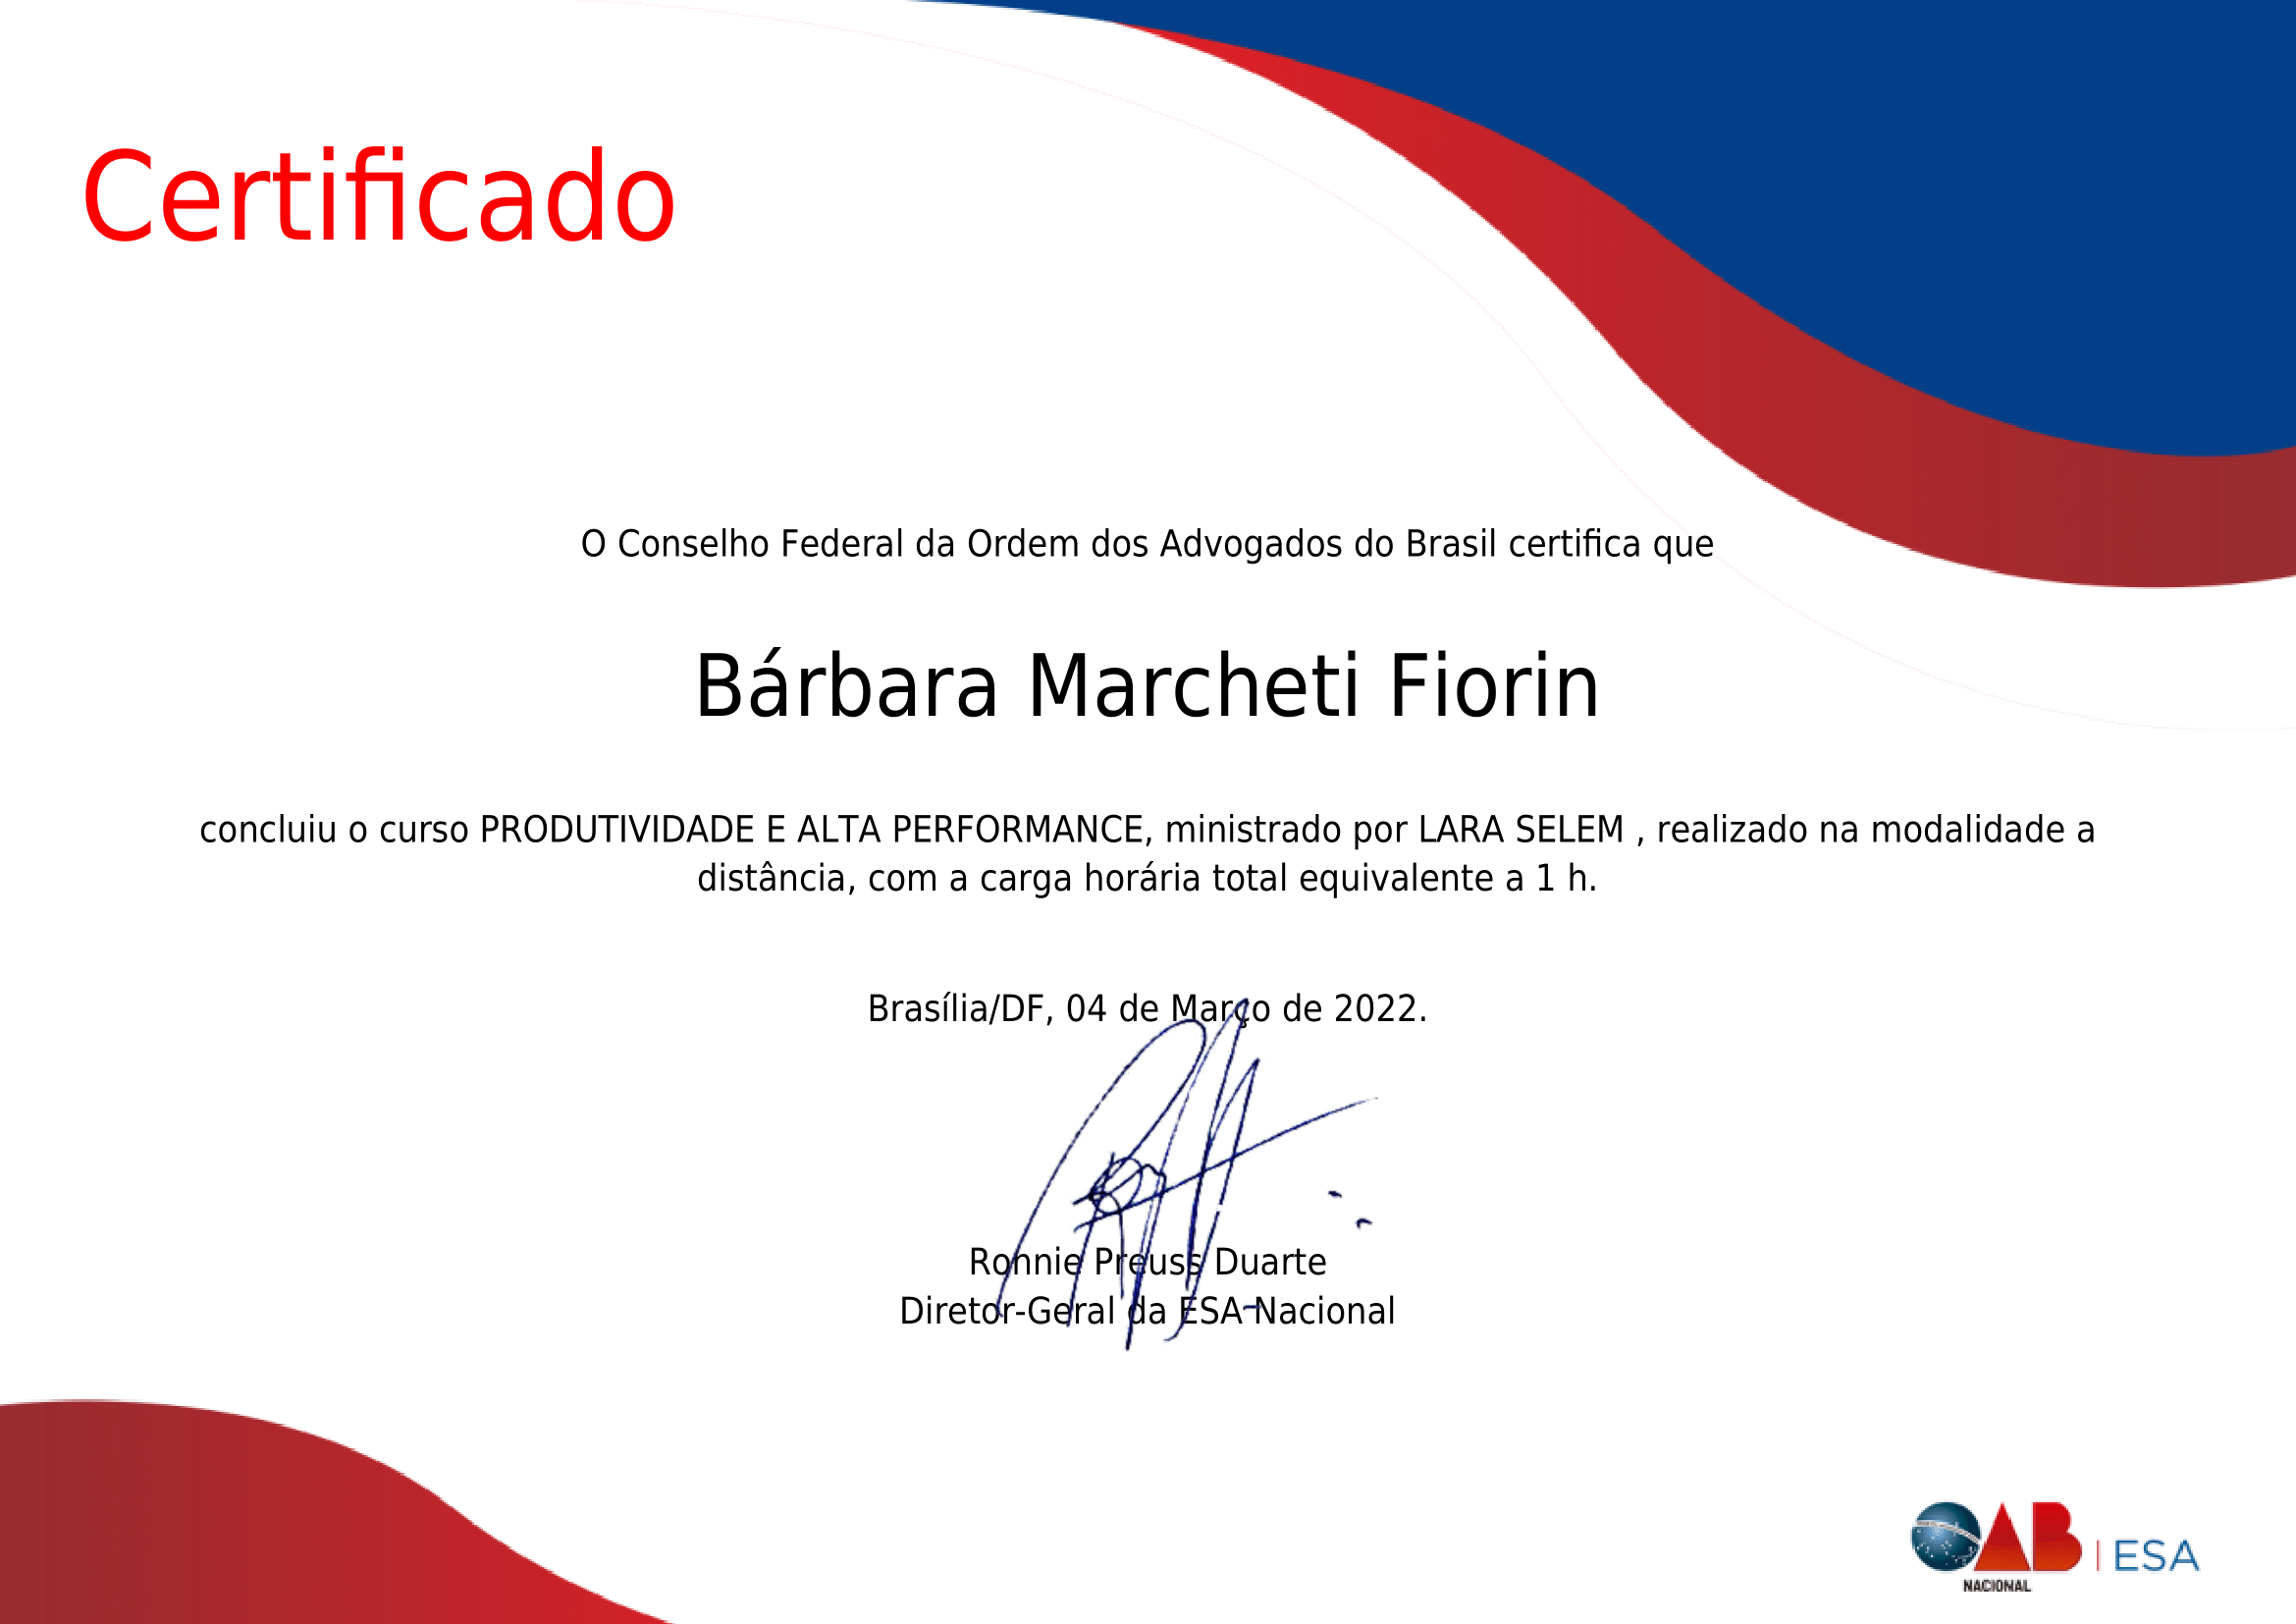 Certificado
O Conselho Federal da Ordem dos Advogados do Brasil certifica que
Bárbara Marcheti Fiorin
concluiu o curso PRODUTIVIDADE E ALTA PERFORMANCE, ministrado por LARA SELEM , realizado na modalidade a
distância, com a carga horária total equivalente a 1 h.
Brasília/DF, 04 de Março de 2022.
Ronnie Preuss Duarte
Diretor-Geral da ESA Nacional
OAB | ESA
NACIONAL